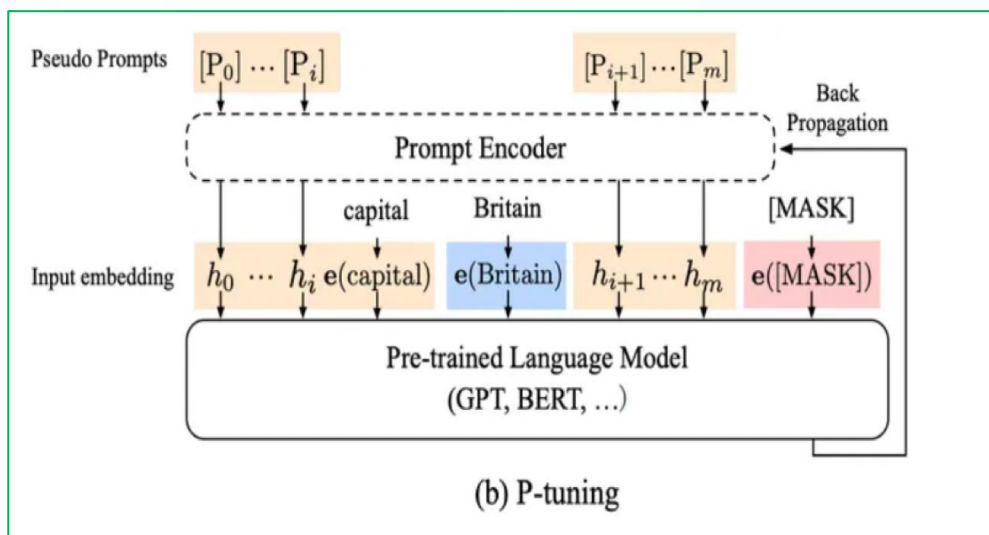 Pseudo Prompts [P₀] ⋯ [Pᵢ] [Pᵢ₊₁] ⋯ [Pₘ]
Back
Propagation
Prompt Encoder
capital Britain [MASK]
Input embedding h₀ ⋯ hᵢ e(capital) e(Britain) hᵢ₊₁ ⋯ hₘ e([MASK])
Pre-trained Language Model
(GPT, BERT, …)
(b) P-tuning